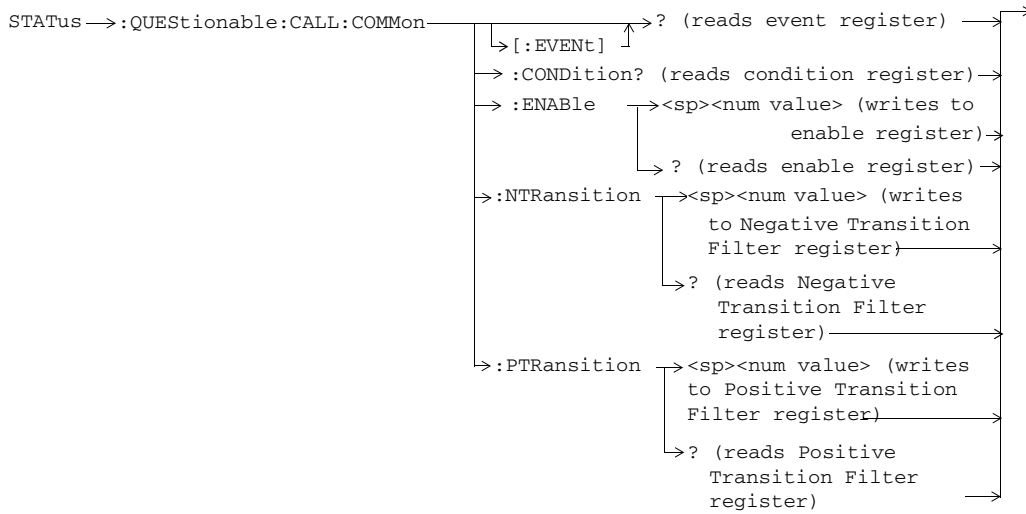 STATus :QUEStionable:CALL:COMMon ? (reads event register)
[:EVENt]
:CONDition? (reads condition register)
:ENABle <sp><num value> (writes to
enable register)
? (reads enable register)
:NTRansition <sp><num value> (writes
to Negative Transition
Filter register)
? (reads Negative
Transition Filter
register)
:PTRansition <sp><num value> (writes
to Positive Transition
Filter register)
? (reads Positive
Transition Filter
register)